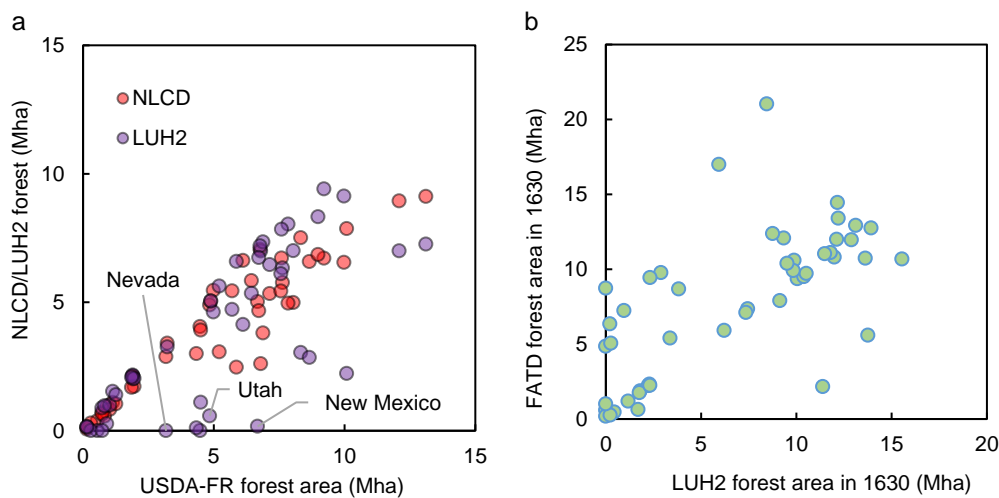 a
15
10
5
0
NLCD/LUH2 forest (Mha)
NLCD
LUH2
Nevada
Utah
New Mexico
0
5
10
15
USDA-FR forest area (Mha)
b
25
20
15
10
5
0
FATD forest area in 1630 (Mha)
0
5
10
15
20
LUH2 forest area in 1630 (Mha)